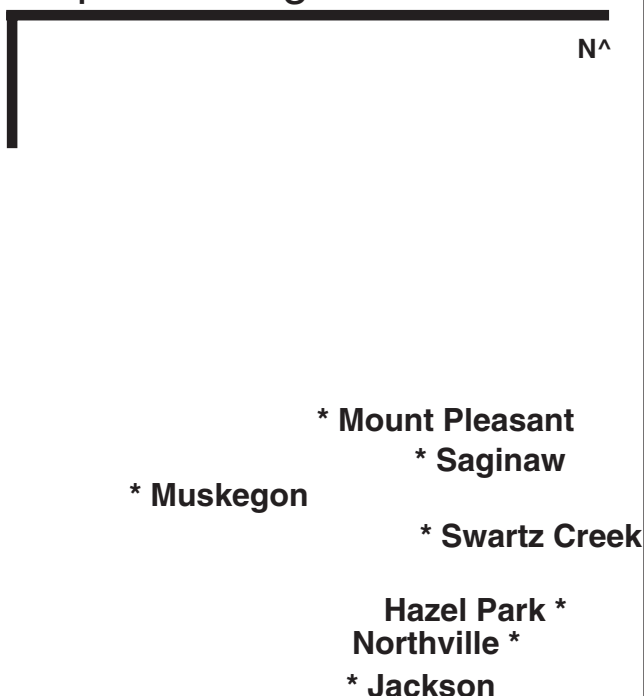 N^
* Mount Pleasant
* Saginaw
* Muskegon
* Swartz Creek
Hazel Park *
Northville *
* Jackson